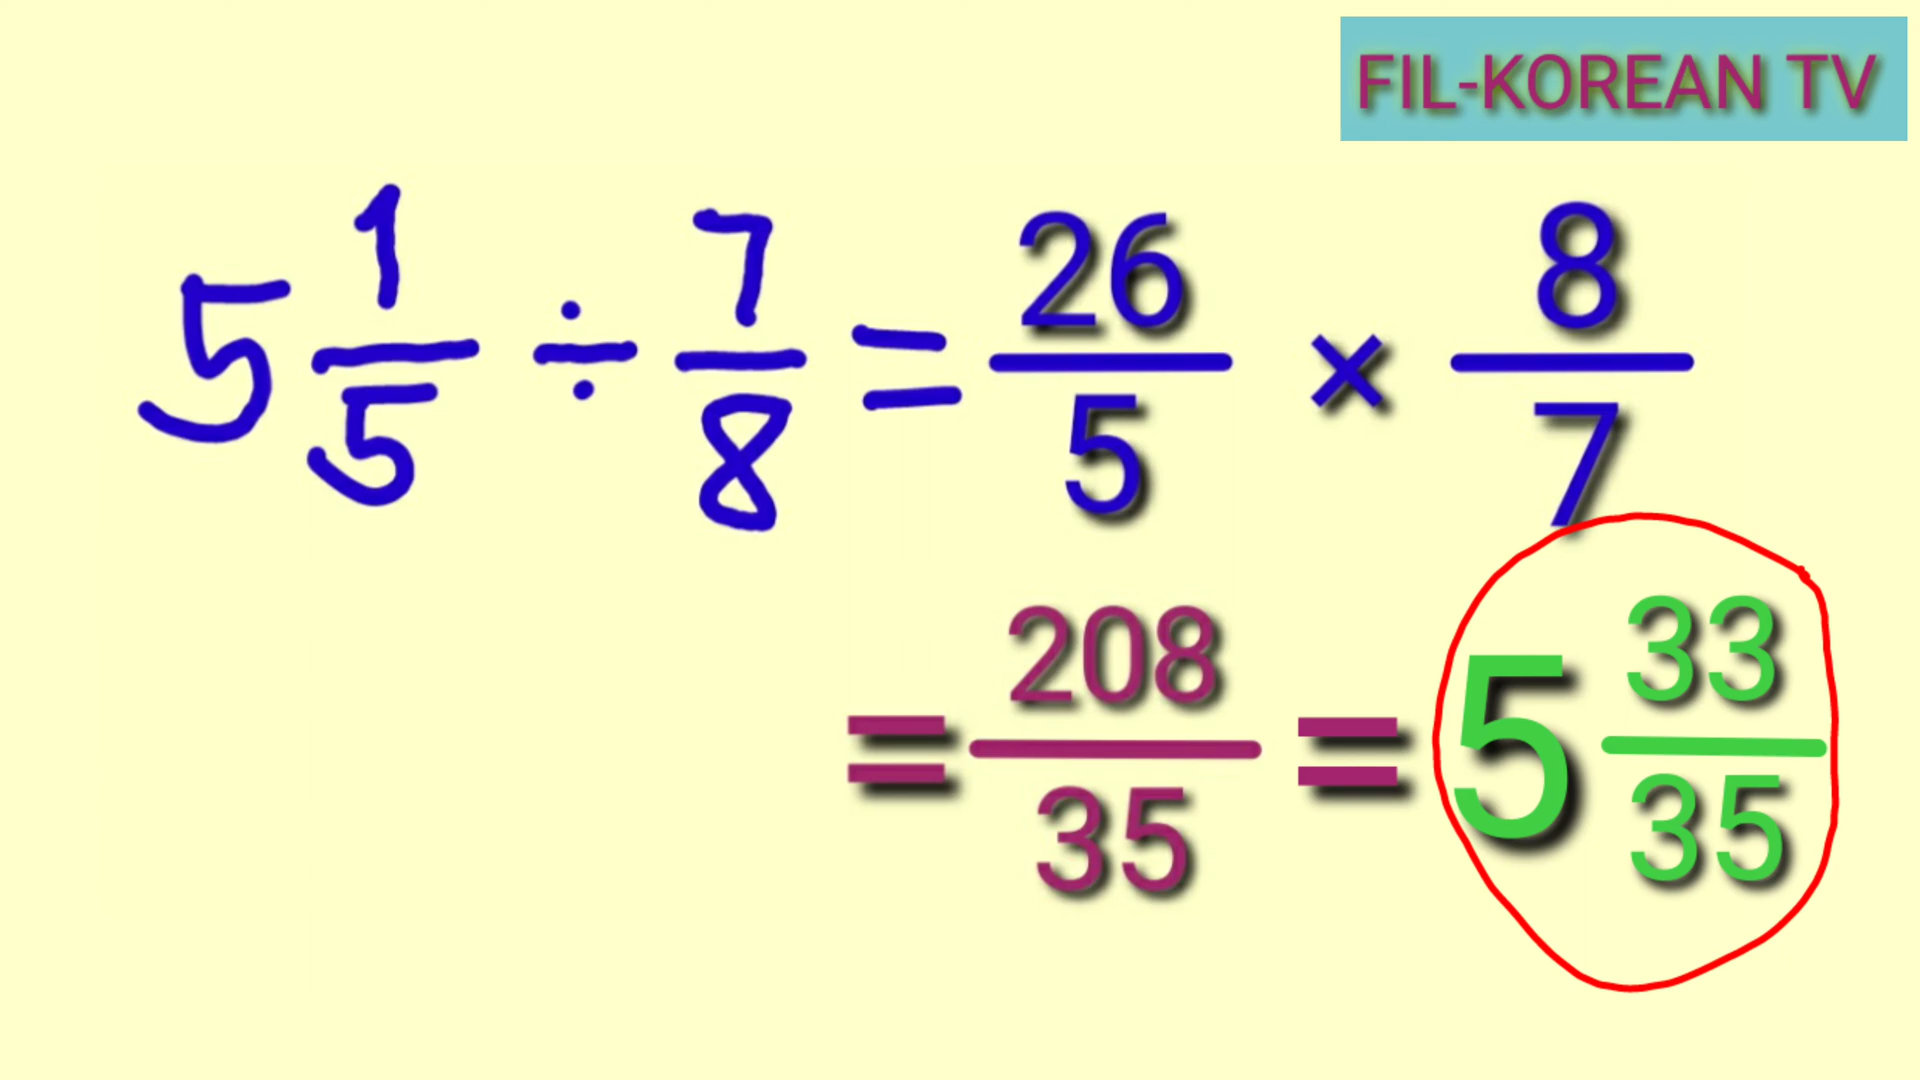 FIL-KOREAN TV
5 1/5 ÷ 7/8 = 26/5 × 8/7
= 208/35 = 5 33/35